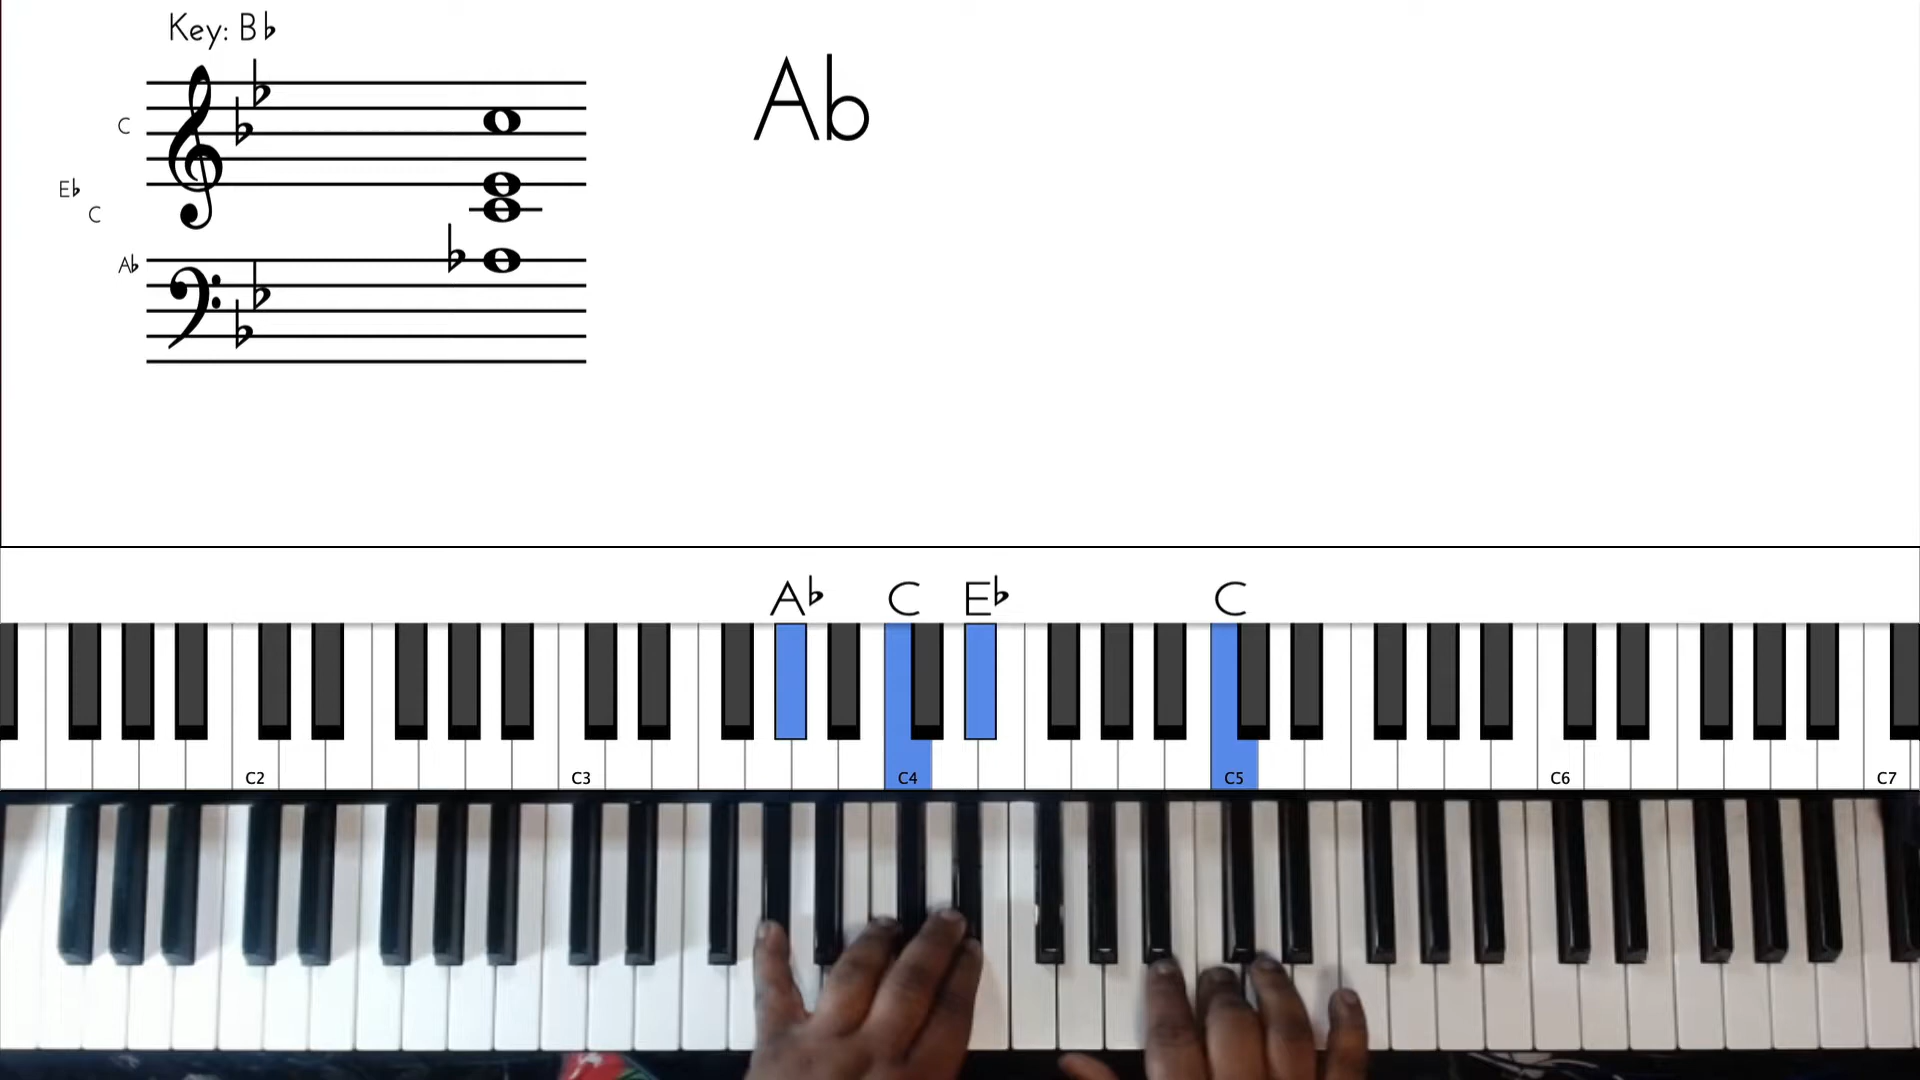 Key: B♭
Ab
C
E♭
C
A♭
A♭ C E♭ C
C2 C3 C4 C5 C6 C7